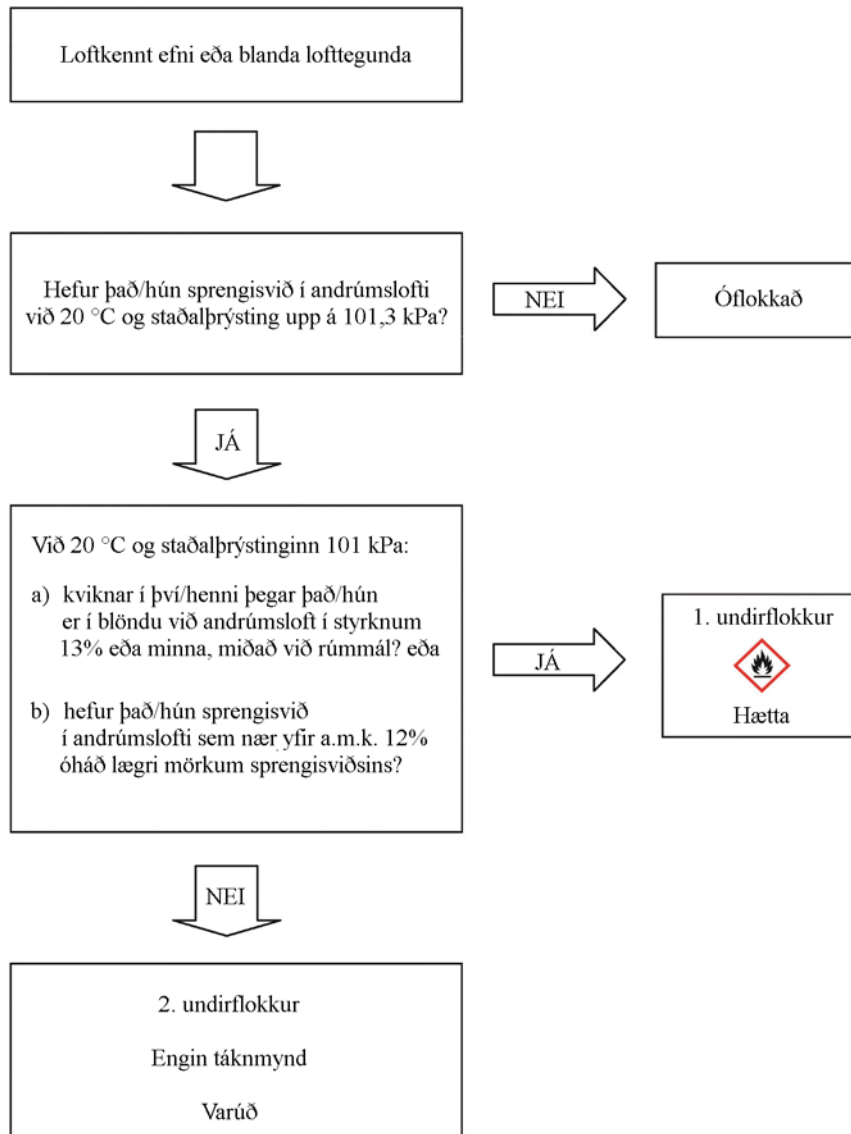 Loftkennt efni eða blanda lofttegunda
Hefur það/hún sprengisvið í andrúmslofti
við 20 °C og staðalþrýsting upp á 101,3 kPa?
NEI
Óflokkað
JÁ
Við 20 °C og staðalþrýstinginn 101 kPa:
a) kviknar í því/henni þegar það/hún
er í blöndu við andrúmsloft í styrknum
13% eða minna, miðað við rúmmál? eða
b) hefur það/hún sprengisvið
í andrúmslofti sem nær yfir a.m.k. 12%
óháð lægri mörkum sprengisviðsins?
JÁ
1. undirflokkur
Hætta
NEI
2. undirflokkur
Engin táknmynd
Varúð